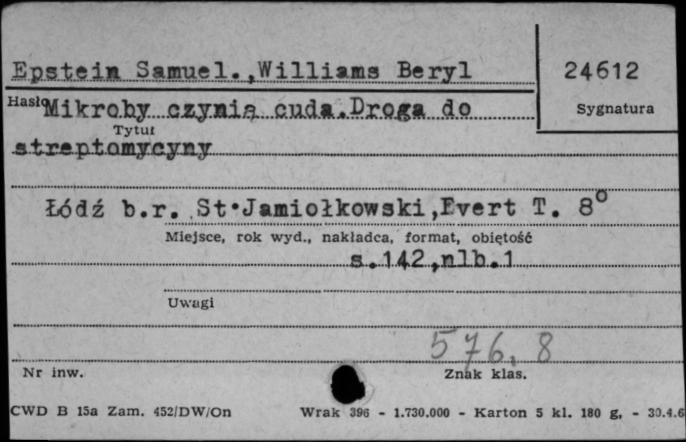 Epstein Samuel.,Williams Beryl
24612
Hasło Mikroby czynią cuda.Droga do
Sygnatura
Tytuł
streptomycyny
Łódź b.r. St.Jamiołkowski,Evert T. 8º
Miejsce, rok wyd., nakładca, format, objętość
s.142,nlb.1
Uwagi
576,8
Nr inw.
Znak klas.
CWD B 15a Zam. 452/DW/On Wrak 396 - 1.730.000 - Karton 5 kl. 180 g, - 30.4.6